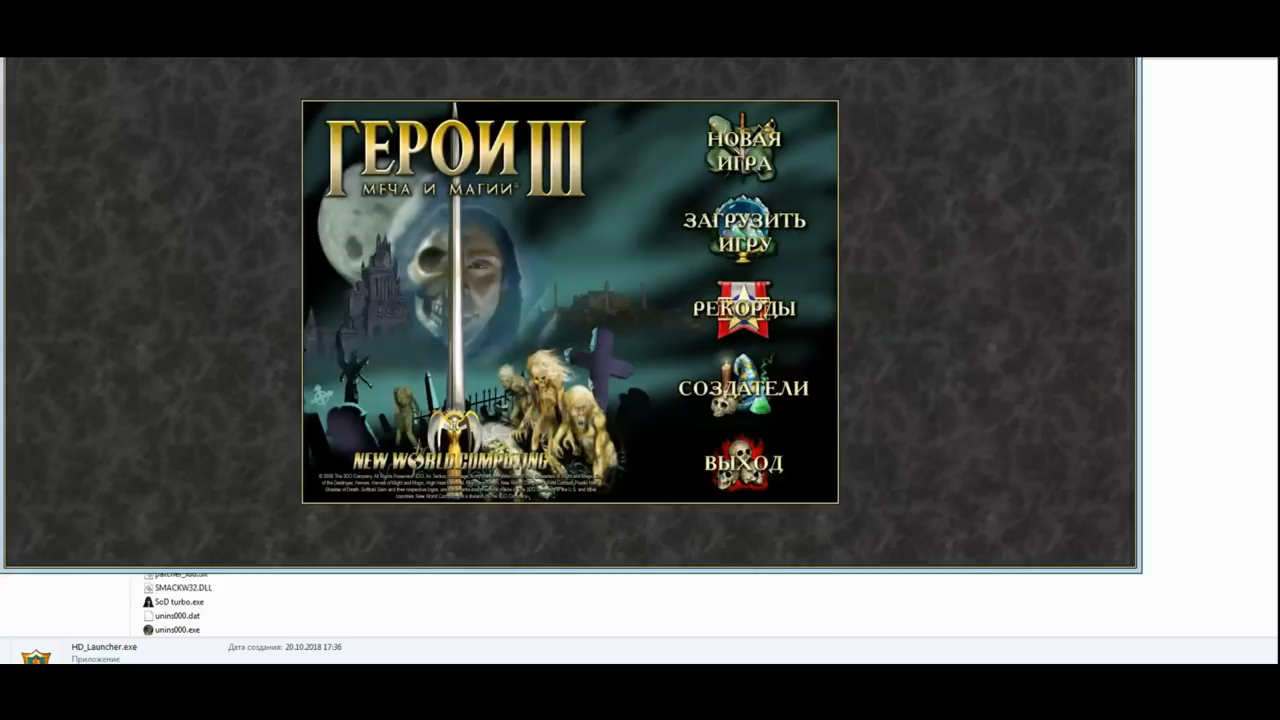 ГЕРОИ III
МЕЧА И МАГИИ®
НОВАЯ
ИГРА
ЗАГРУЗИТЬ
ИГРУ
РЕКОРДЫ
СОЗДАТЕЛИ
ВЫХОД
NEW WORLD COMPUTING
SMACKW32.DLL
SoD turbo.exe
unins000.dat
unins000.exe
HD_Launcher.exe
Дата создания: 20.10.2018 17:36
Приложение